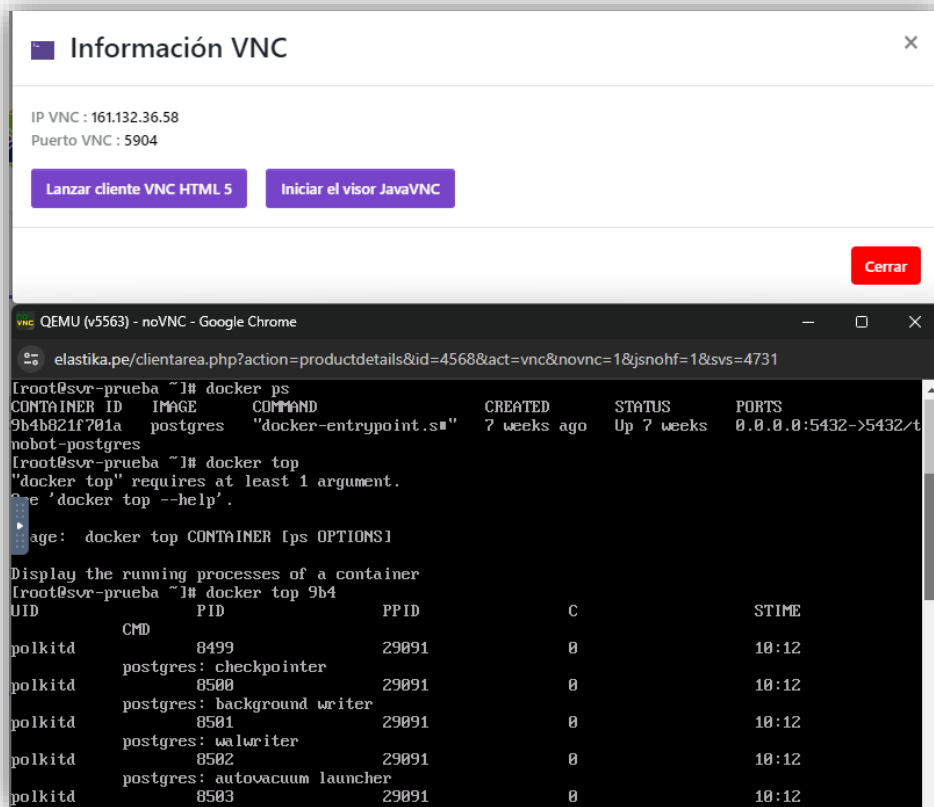 Información VNC
×
IP VNC : 161.132.36.58
Puerto VNC : 5904
Lanzar cliente VNC HTML 5 Iniciar el visor JavaVNC
Cerrar
QEMU (v5563) - noVNC - Google Chrome
elastika.pe/clientarea.php?action=productdetails&id=4568&act=vnc&novnc=1&jsnohf=1&svs=4731
[root@svr-prueba ~]# docker ps
CONTAINER ID IMAGE COMMAND CREATED STATUS PORTS
9b4b821f701a postgres "docker-entrypoint.s■" 7 weeks ago Up 7 weeks 0.0.0.0:5432->5432/t
nobot-postgres
[root@svr-prueba ~]# docker top
"docker top" requires at least 1 argument.
See 'docker top --help'.
age: docker top CONTAINER [ps OPTIONS]
Display the running processes of a container
[root@svr-prueba ~]# docker top 9b4
UID PID PPID C STIME
CMD
polkitd 8499 29091 0 10:12
postgres: checkpointer
polkitd 8500 29091 0 10:12
postgres: background writer
polkitd 8501 29091 0 10:12
postgres: walwriter
polkitd 8502 29091 0 10:12
postgres: autovacuum launcher
polkitd 8503 29091 0 10:12